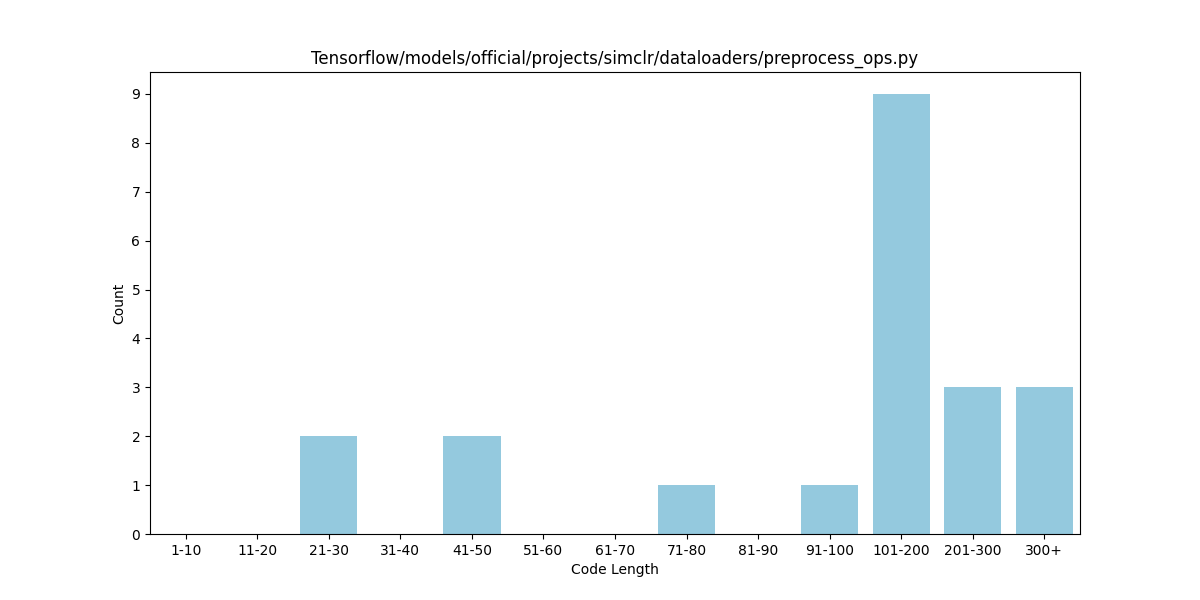 Tensorflow/models/official/projects/simclr/dataloaders/preprocess_ops.py
9
8
7
6
5
4
3
2
1
0
Count
1-10 11-20 21-30 31-40 41-50 51-60 61-70 71-80 81-90 91-100 101-200 201-300 300+
Code Length